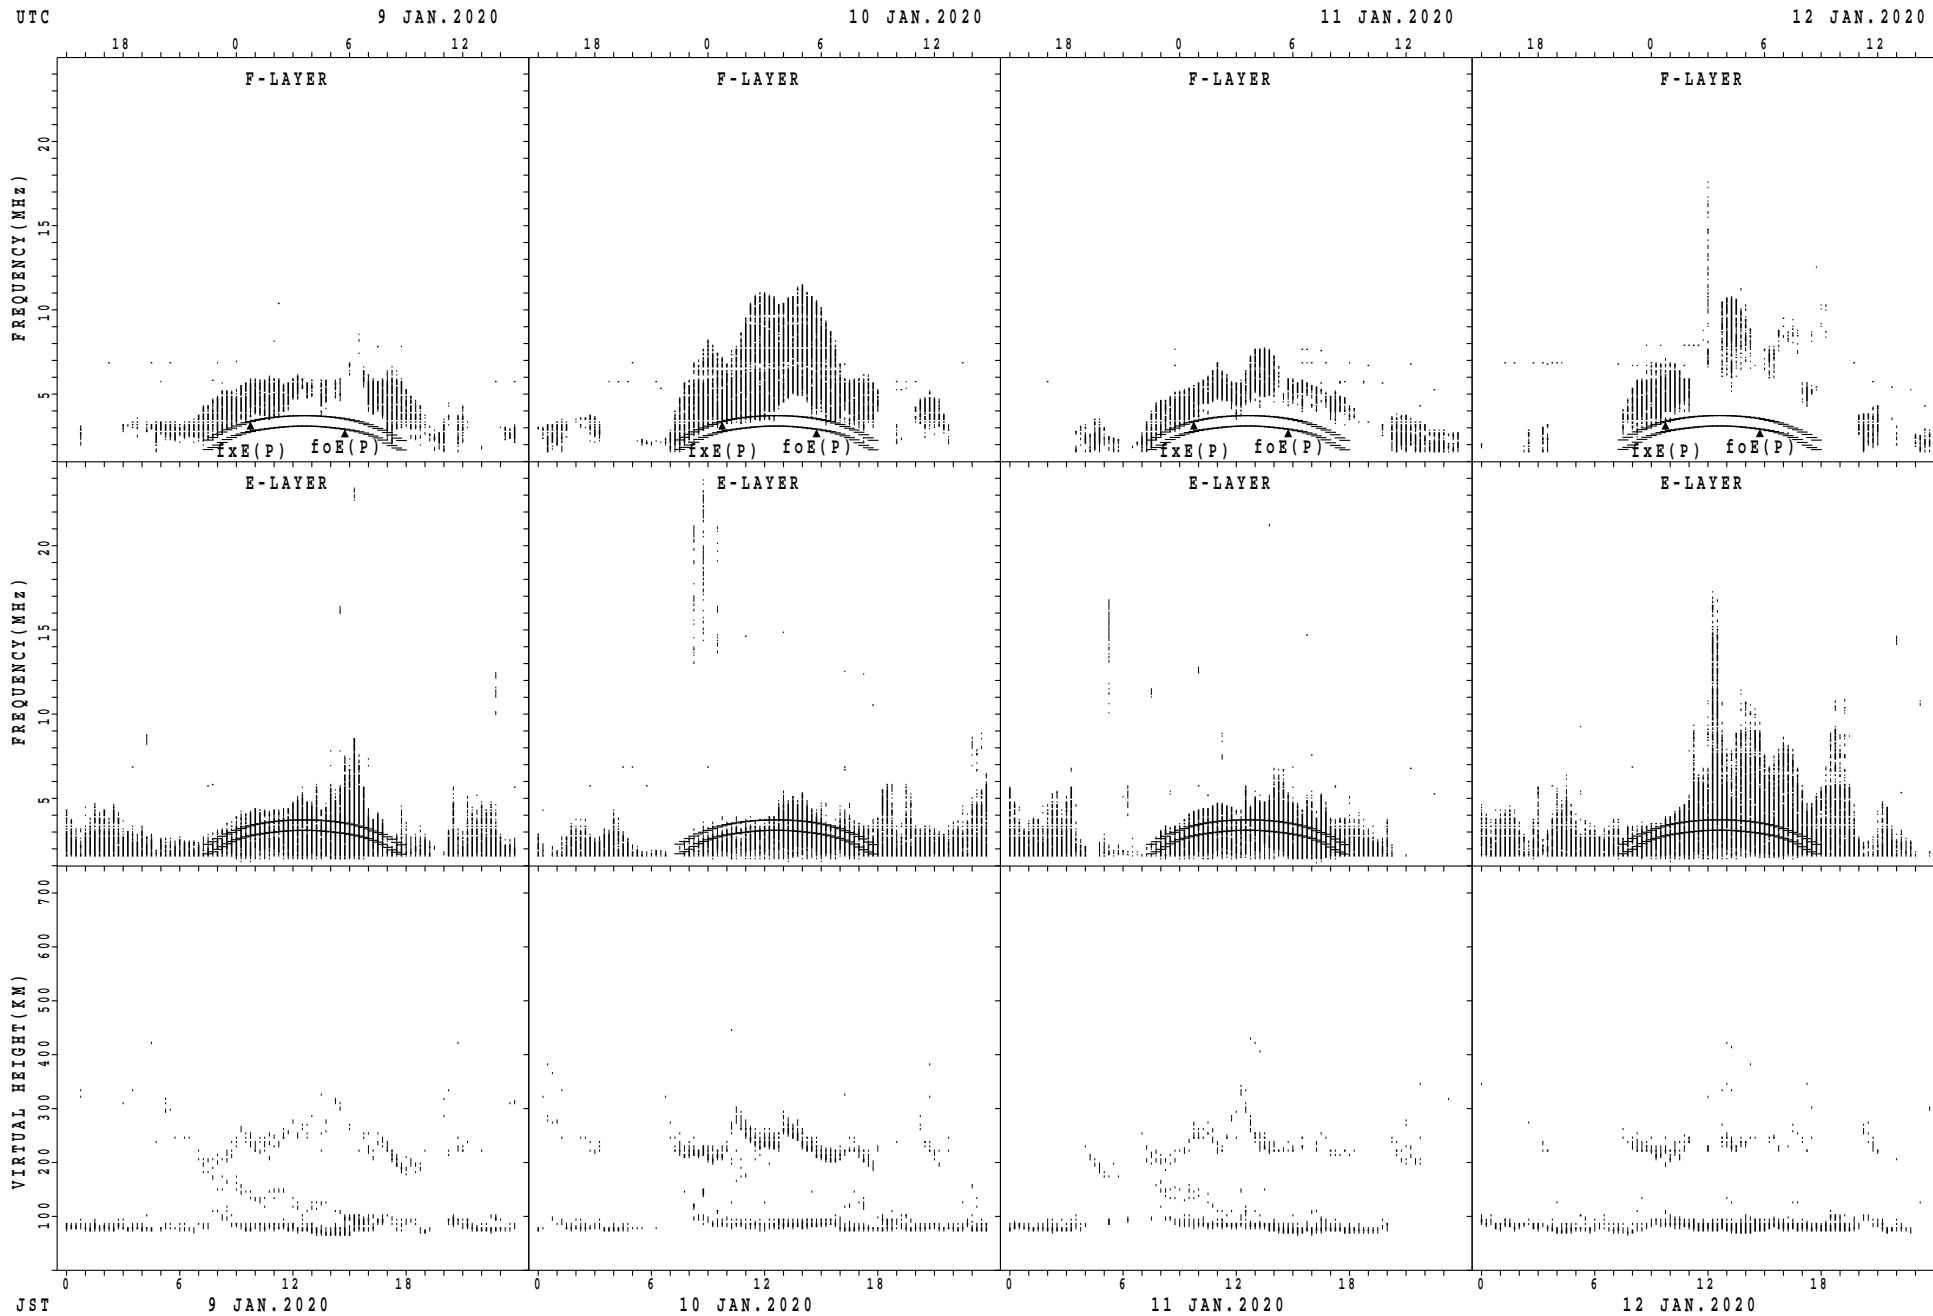 UTC 9 JAN.2020 10 JAN.2020 11 JAN.2020 12 JAN.2020
18 0 6 12 18 0 6 12 18 0 6 12 18 0 6 12
F-LAYER F-LAYER F-LAYER F-LAYER
FREQUENCY(MHz)
20
15
10
5
fxE(P) foE(P) fxE(P) foE(P) fxE(P) foE(P) fxE(P) foE(P)
E-LAYER E-LAYER E-LAYER E-LAYER
FREQUENCY(MHz)
20
15
10
5
VIRTUAL HEIGHT(KM)
700
600
500
400
300
200
100
0 6 12 18 0 6 12 18 0 6 12 18 0 6 12 18
JST 9 JAN.2020 10 JAN.2020 11 JAN.2020 12 JAN.2020